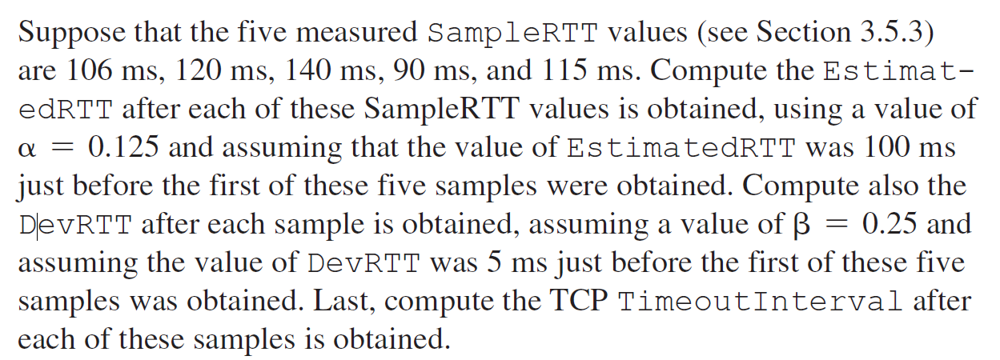 Suppose that the five measured SampleRTT values (see Section 3.5.3)
are 106 ms, 120 ms, 140 ms, 90 ms, and 115 ms. Compute the Estimat-
edRTT after each of these SampleRTT values is obtained, using a value of
α = 0.125 and assuming that the value of EstimatedRTT was 100 ms
just before the first of these five samples were obtained. Compute also the
DevRTT after each sample is obtained, assuming a value of β = 0.25 and
assuming the value of DevRTT was 5 ms just before the first of these five
samples was obtained. Last, compute the TCP TimeoutInterval after
each of these samples is obtained.